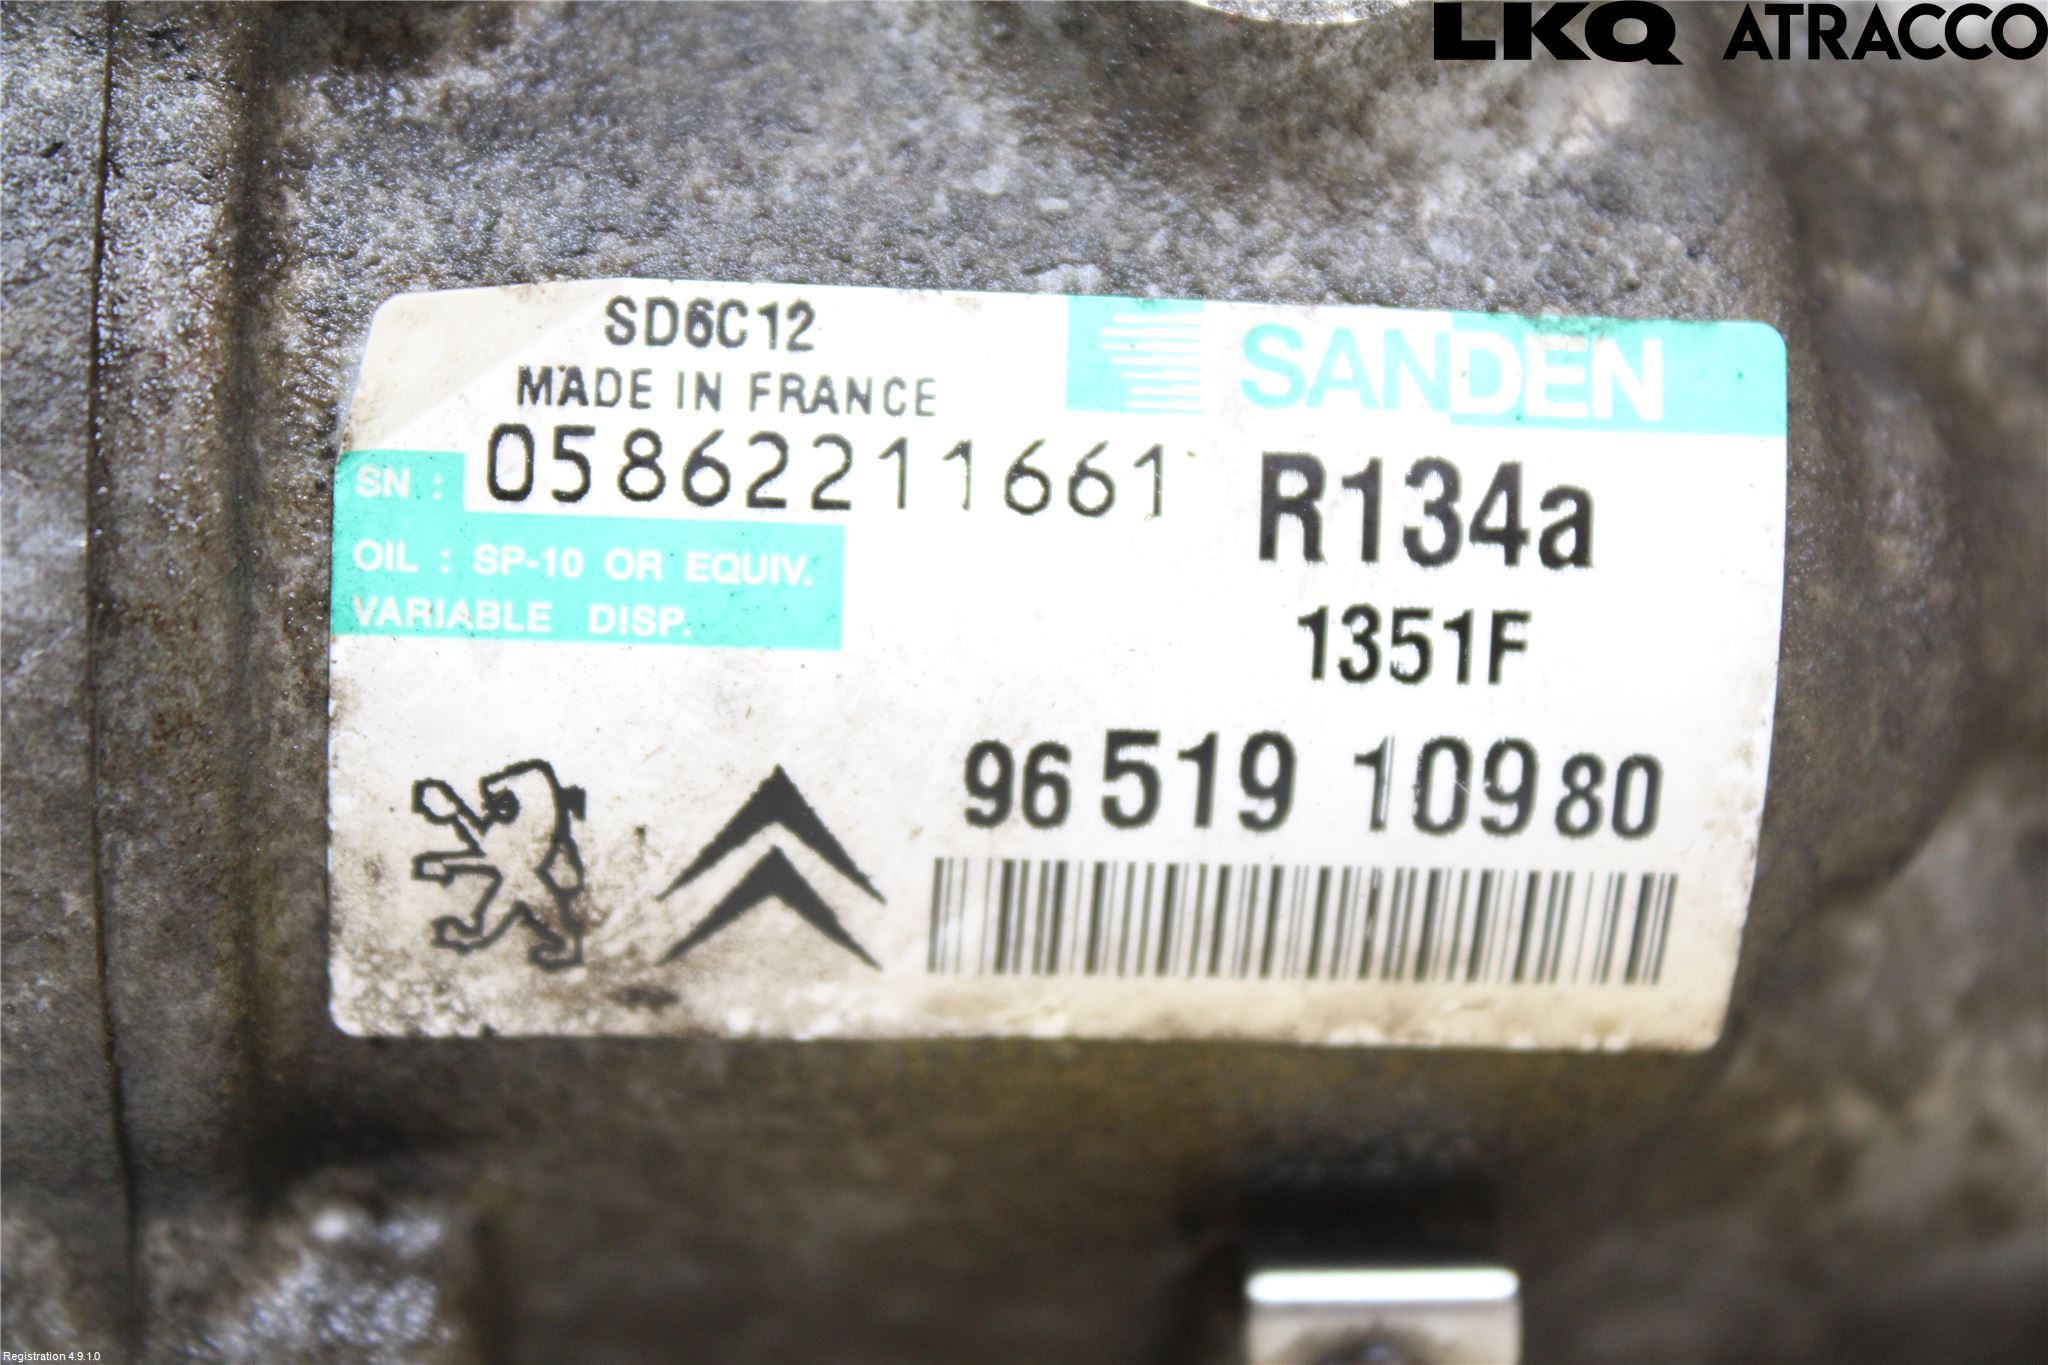 LKQ ATRACCO
SD6C12
MADE IN FRANCE
SANDEN
SN : 05862211661
R134a
OIL : SP-10 OR EQUIV.
VARIABLE DISP.
1351F
96 519 109 80
Registration 4.9.1.0